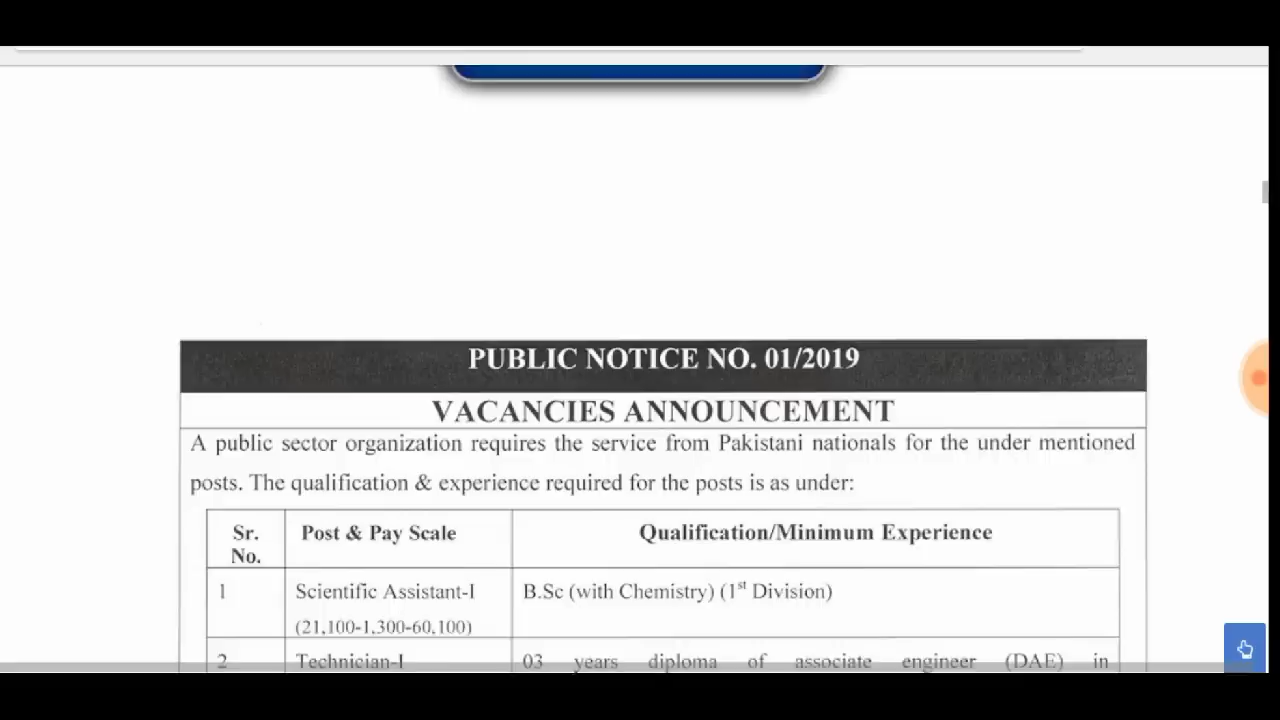 PUBLIC NOTICE NO. 01/2019
VACANCIES ANNOUNCEMENT
A public sector organization requires the service from Pakistani nationals for the under mentioned
posts. The qualification & experience required for the posts is as under:
Sr. No. Post & Pay Scale Qualification/Minimum Experience
1 Scientific Assistant-I B.Sc (with Chemistry) (1st Division)
(21,100-1,300-60,100)
2 Technician-I 03 years diploma of associate engineer (DAE) in